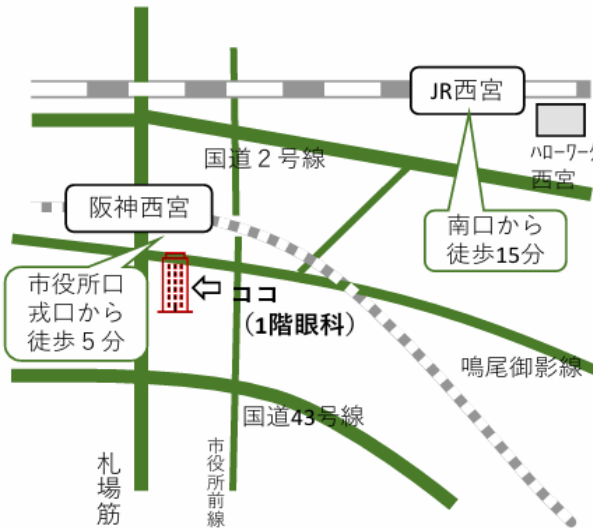 JR西宮
ハローワーク
西宮
国道2号線
阪神西宮
南口から
徒歩15分
市役所口
戎口から
徒歩5分
ココ
（1階眼科）
鳴尾御影線
国道43号線
札場筋
市役所前線